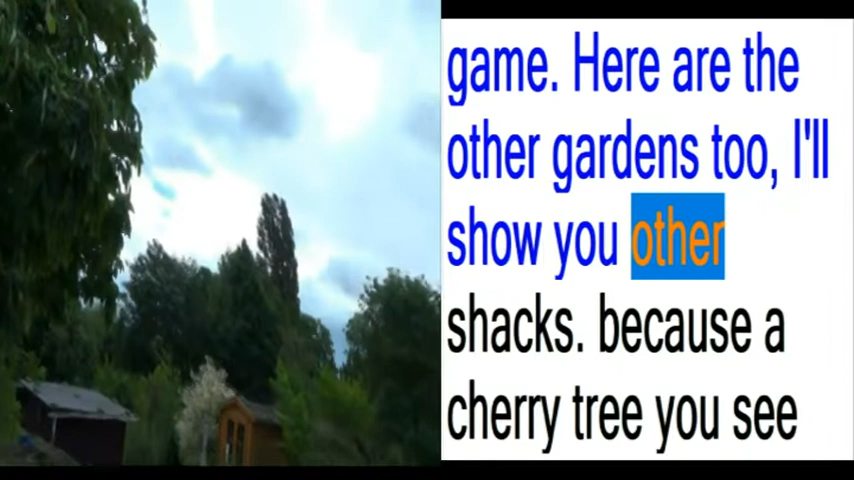 game. Here are the
other gardens too, I'll
show you other
shacks. because a
cherry tree you see